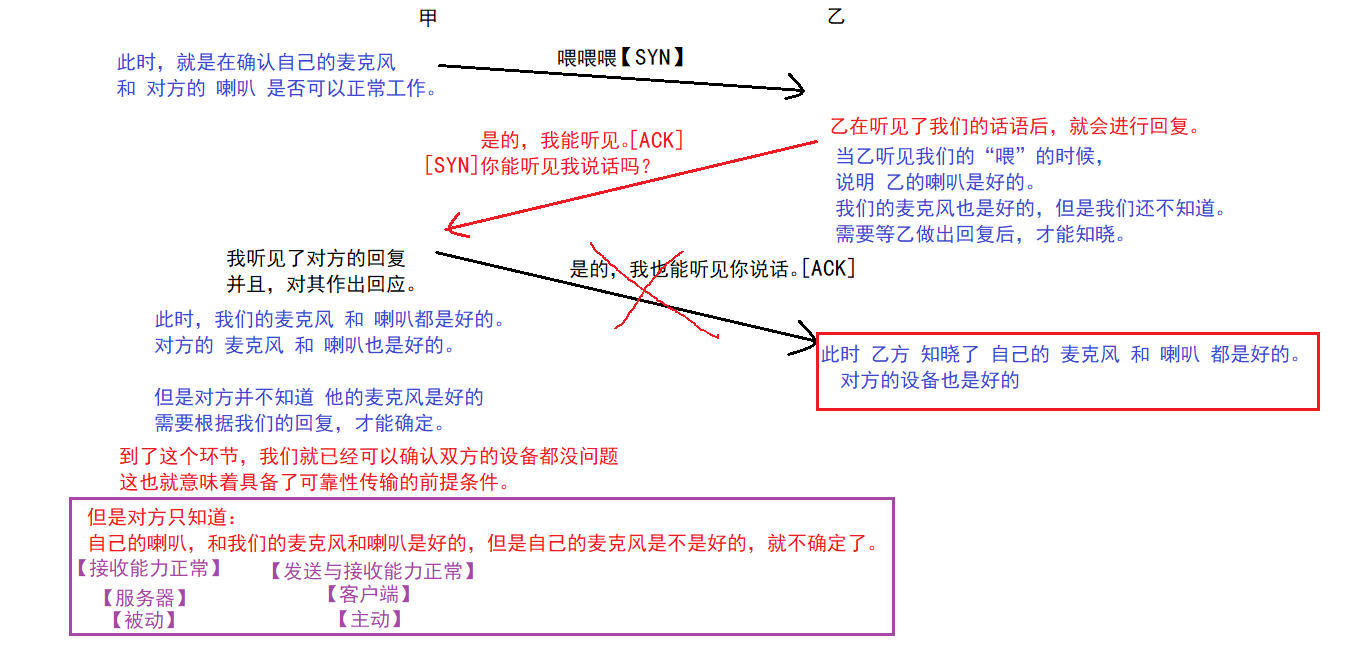 甲
乙
喂喂喂【SYN】
此时，就是在确认自己的麦克风
和 对方的 喇叭 是否可以正常工作。
乙在听见了我们的话语后，就会进行回复。
是的，我能听见。[ACK]
[SYN]你能听见我说话吗？
当乙听见我们的“喂”的时候，
说明 乙的喇叭是好的。
我们的麦克风也是好的，但是我们还不知道。
需要等乙做出回复后，才能知晓。
我听见了对方的回复
并且，对其作出回应。
是的，我也能听见你说话。[ACK]
此时，我们的麦克风 和 喇叭都是好的。
对方的 麦克风 和 喇叭也是好的。
此时 乙方 知晓了 自己的 麦克风 和 喇叭 都是好的。
对方的设备也是好的
但是对方并不知道 他的麦克风是好的
需要根据我们的回复，才能确定。
到了这个环节，我们就已经可以确认双方的设备都没问题
这也就意味着具备了可靠性传输的前提条件。
但是对方只知道：
自己的喇叭，和我们的麦克风和喇叭是好的，但是自己的麦克风是不是好的，就不确定了。
【接收能力正常】 【发送与接收能力正常】
【服务器】 【客户端】
【被动】 【主动】